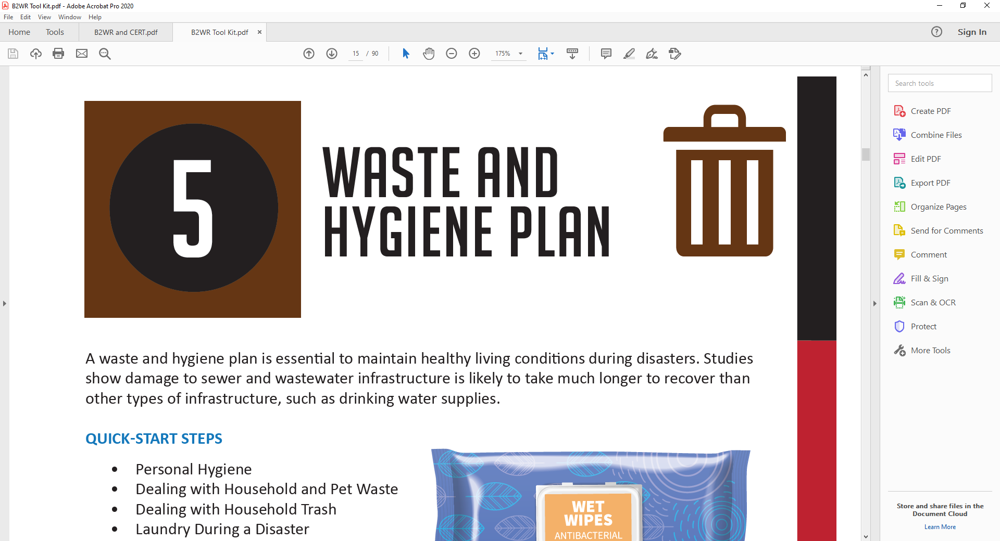 B2WR Tool Kit.pdf - Adobe Acrobat Pro 2020
File Edit View Window Help
Home Tools B2WR and CERT.pdf B2WR Tool Kit.pdf × ? Sign In
15 / 90 175%
Search tools
Create PDF
Combine Files
Edit PDF
Export PDF
Organize Pages
Send for Comments
Comment
Fill & Sign
Scan & OCR
Protect
More Tools
Store and share files in the
Document Cloud
Learn More
5
WASTE AND
HYGIENE PLAN
A waste and hygiene plan is essential to maintain healthy living conditions during disasters. Studies
show damage to sewer and wastewater infrastructure is likely to take much longer to recover than
other types of infrastructure, such as drinking water supplies.
QUICK-START STEPS
• Personal Hygiene
• Dealing with Household and Pet Waste
• Dealing with Household Trash
• Laundry During a Disaster
WET
WIPES
ANTIBACTERIAL